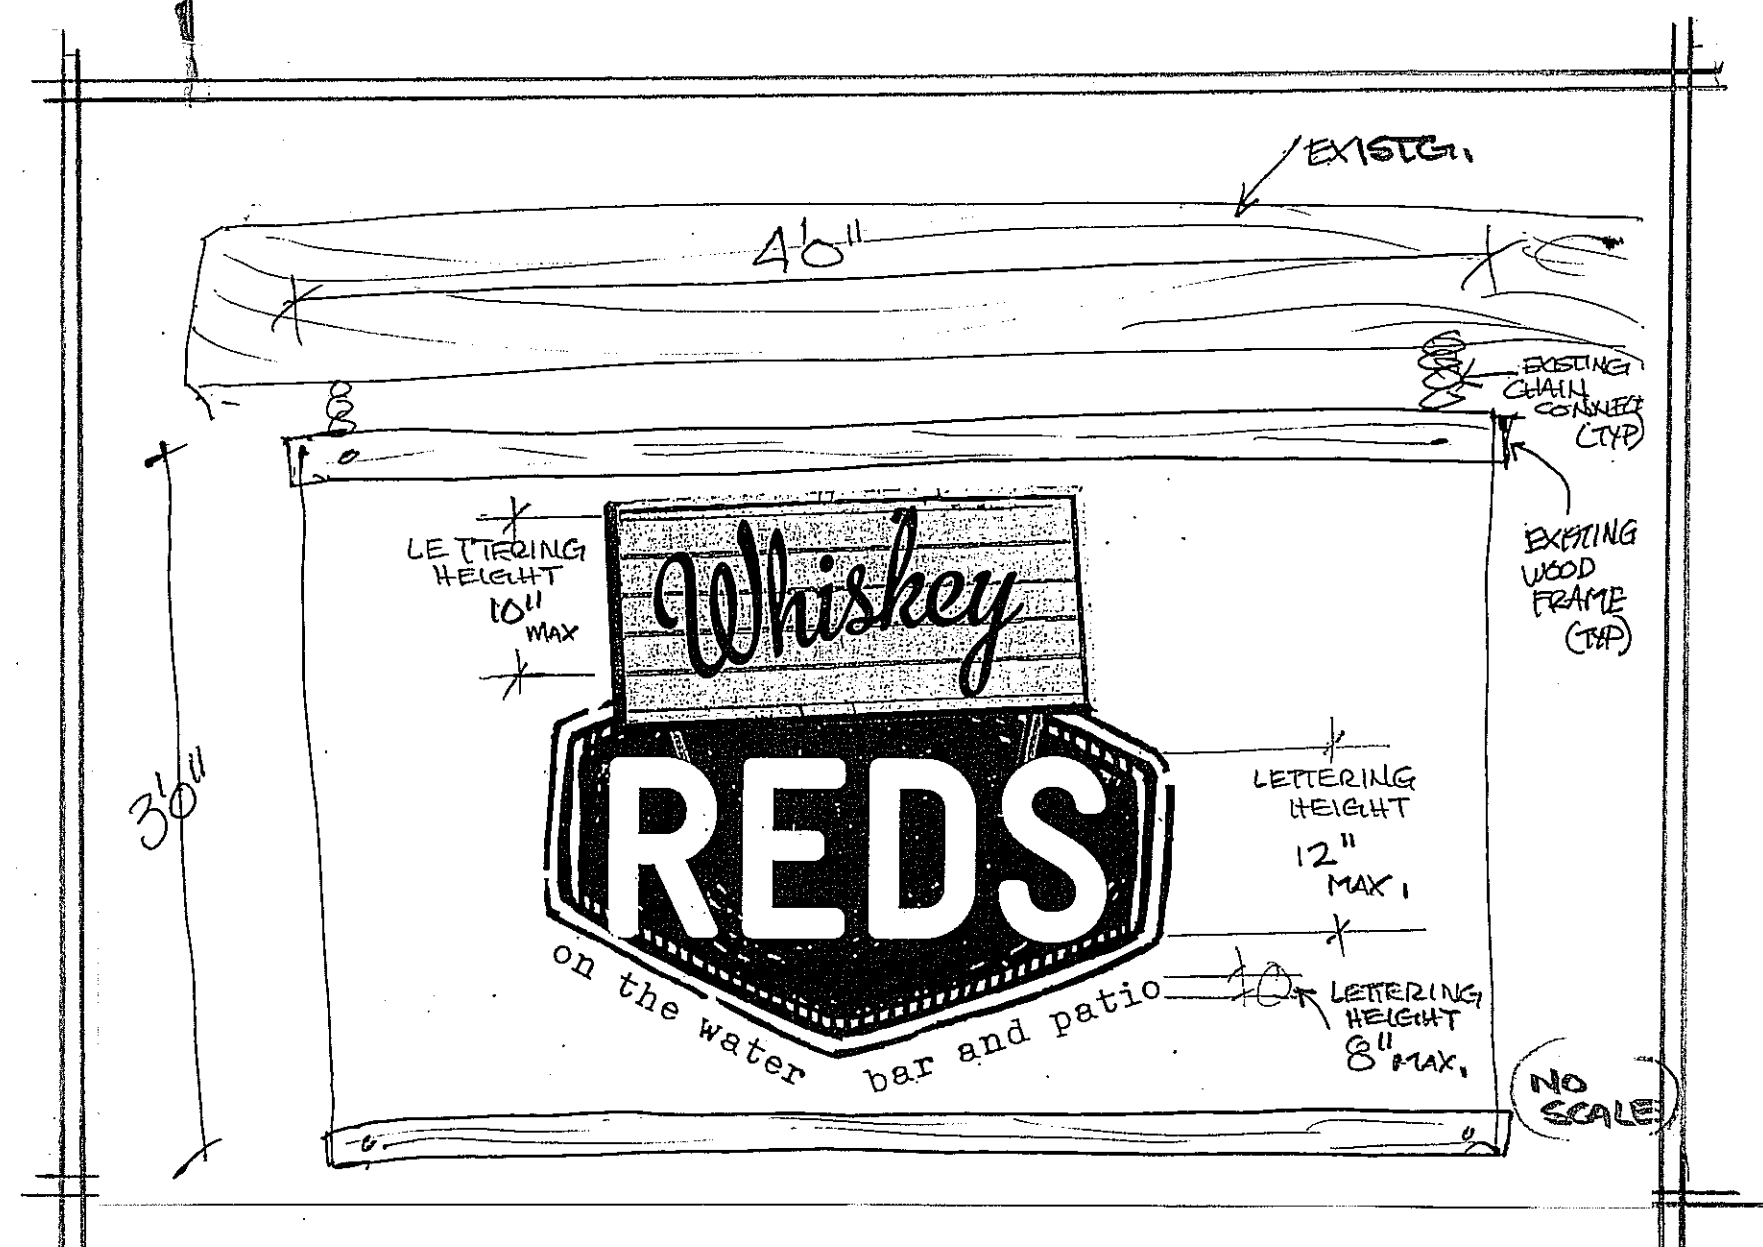 EXISTG.
4'0"
EXISTING
CHAIN
CONNECT
(TYP)
LETTERING
HEIGHT
10"
MAX
Whiskey
EXISTING
WOOD
FRAME
(TYP)
3'0"
REDS
LETTERING
HEIGHT
12"
MAX.
on the water bar and patio
LETTERING
HEIGHT
8" MAX.
NO
SCALE